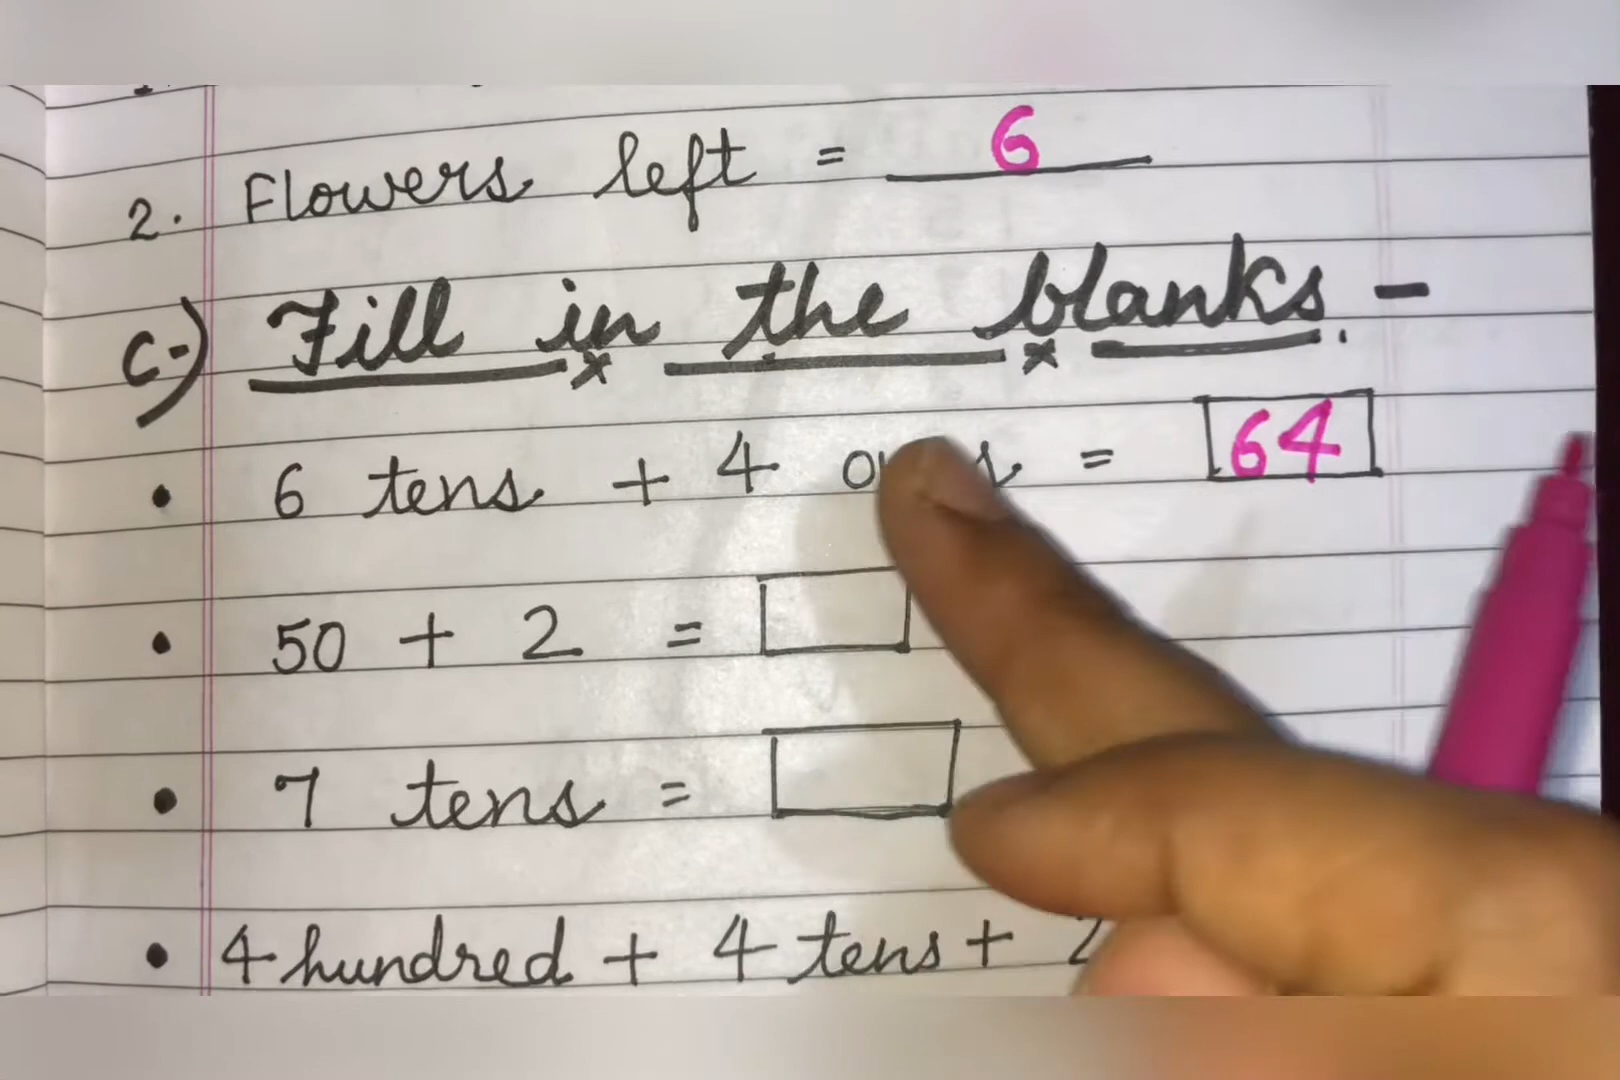 2. Flowers left = 6
C.) Fill in the blanks. -
• 6 tens + 4 = 64
• 50 + 2 =
• 7 tens =
• 4 hundred + 4 tens +